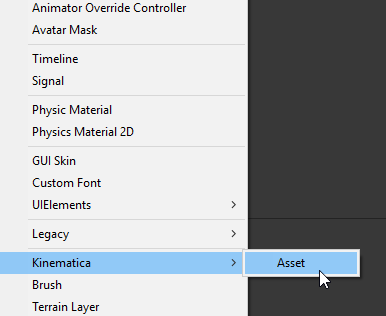 Animator Override Controller
Avatar Mask
Timeline
Signal
Physic Material
Physics Material 2D
GUI Skin
Custom Font
UIElements
Legacy
Kinematica
Asset
Brush
Terrain Layer